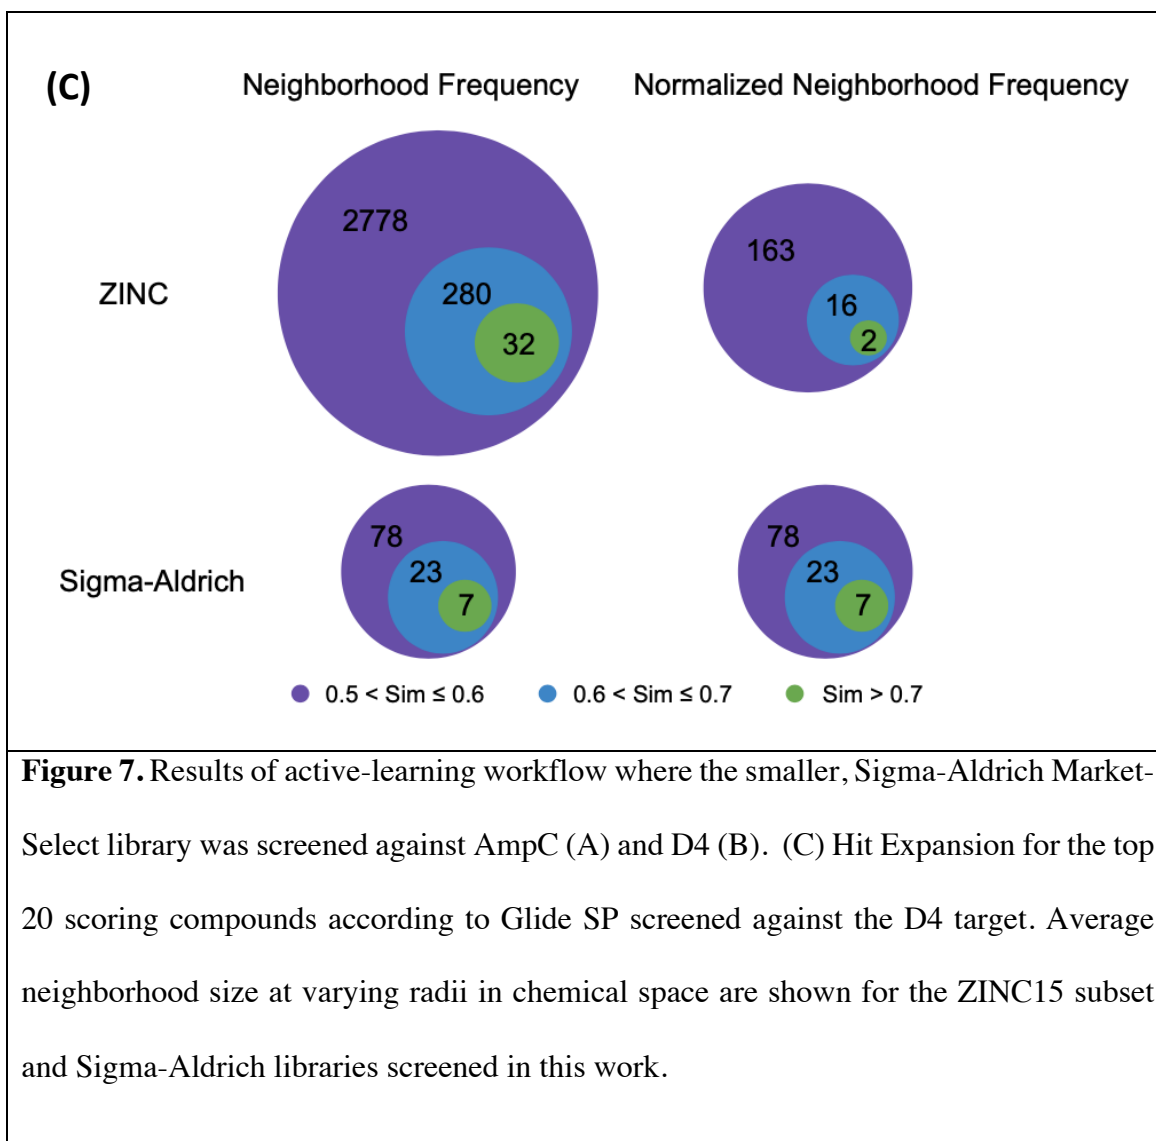 (C)
Neighborhood Frequency
Normalized Neighborhood Frequency
ZINC
2778
280
32
163
16
2
Sigma-Aldrich
78
23
7
78
23
7
0.5 < Sim ≤ 0.6
0.6 < Sim ≤ 0.7
Sim > 0.7
Figure 7. Results of active-learning workflow where the smaller, Sigma-Aldrich Market-
Select library was screened against AmpC (A) and D4 (B). (C) Hit Expansion for the top
20 scoring compounds according to Glide SP screened against the D4 target. Average
neighborhood size at varying radii in chemical space are shown for the ZINC15 subset
and Sigma-Aldrich libraries screened in this work.